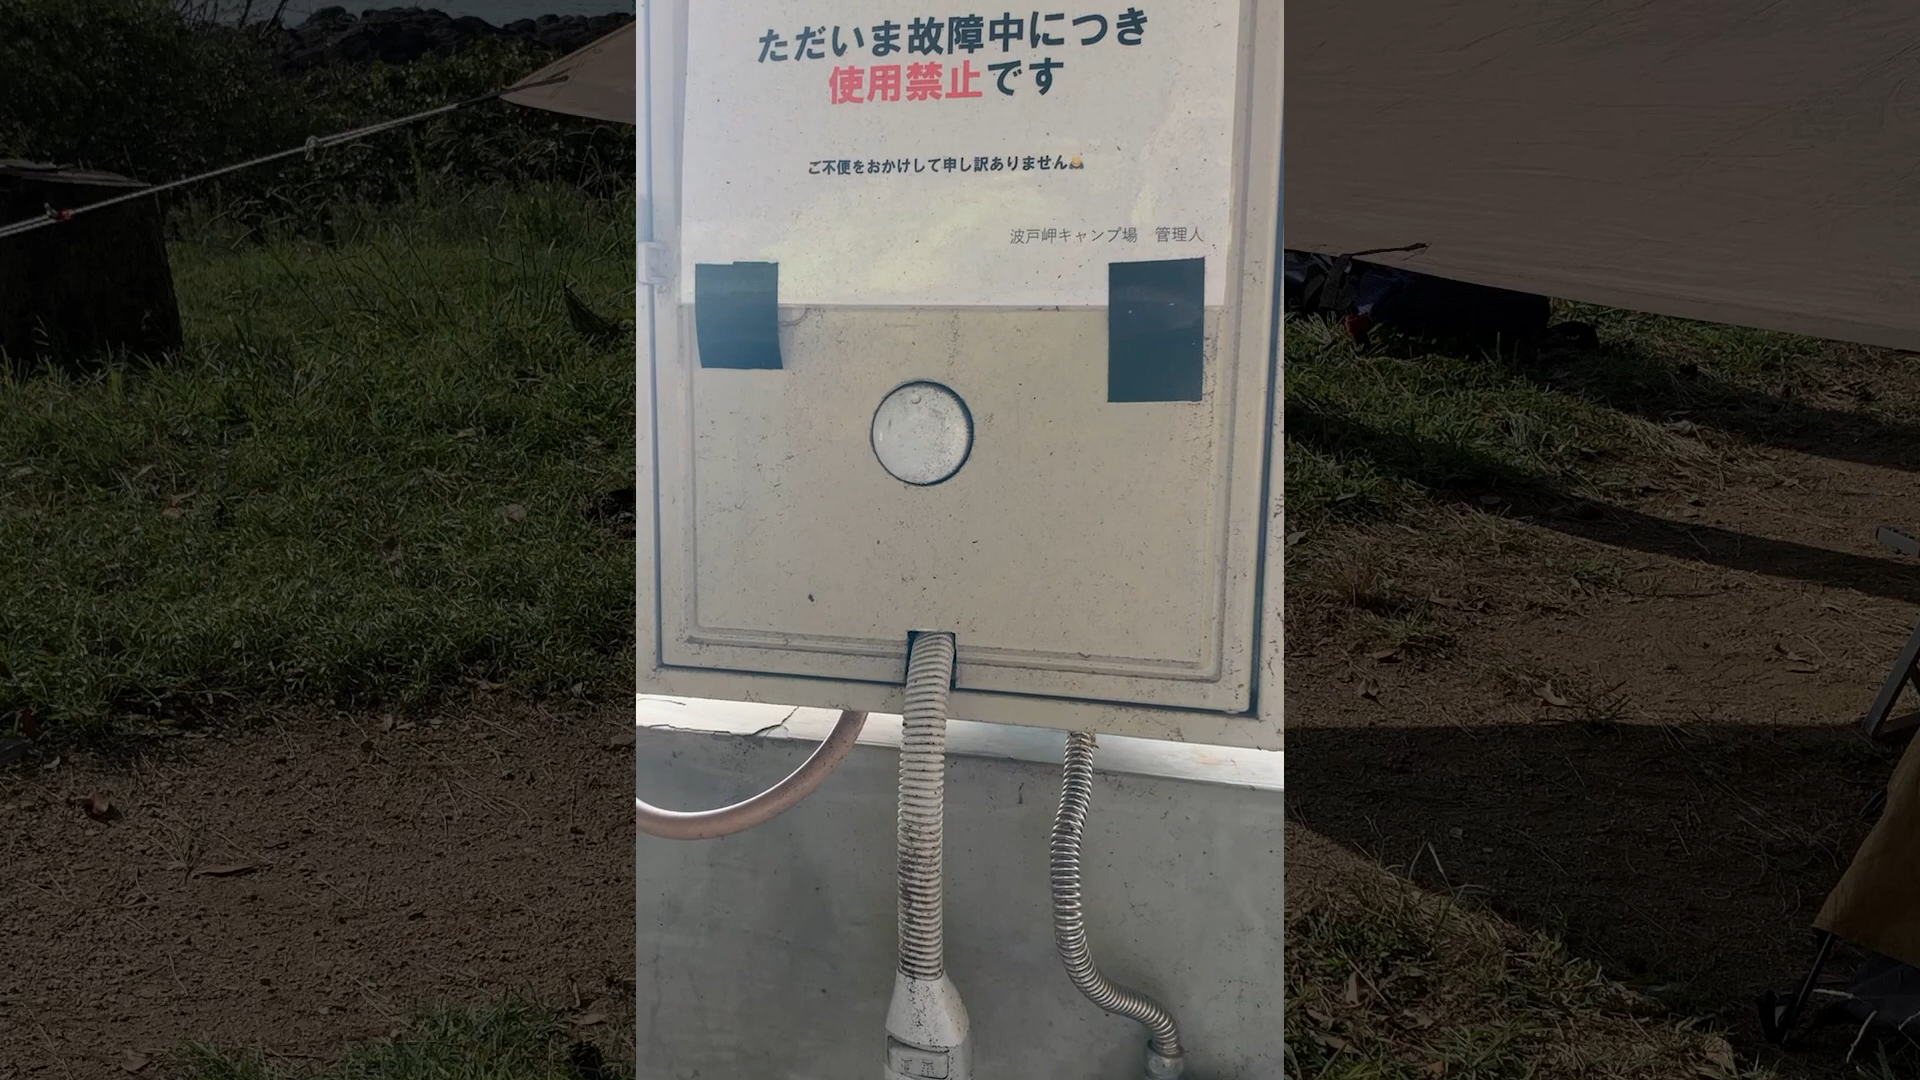 ただいま故障中につき
使用禁止です
ご不便をおかけして申し訳ありません🙇
波戸岬キャンプ場　管理人